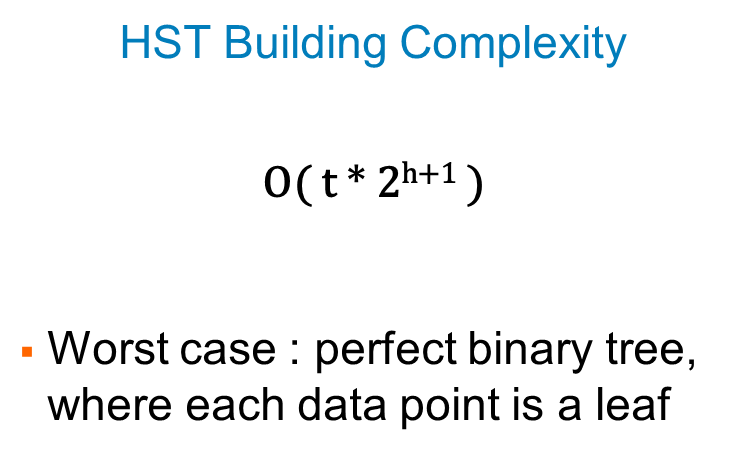 HST Building Complexity
O( t * 2ʰ⁺¹ )
▪ Worst case : perfect binary tree,
where each data point is a leaf